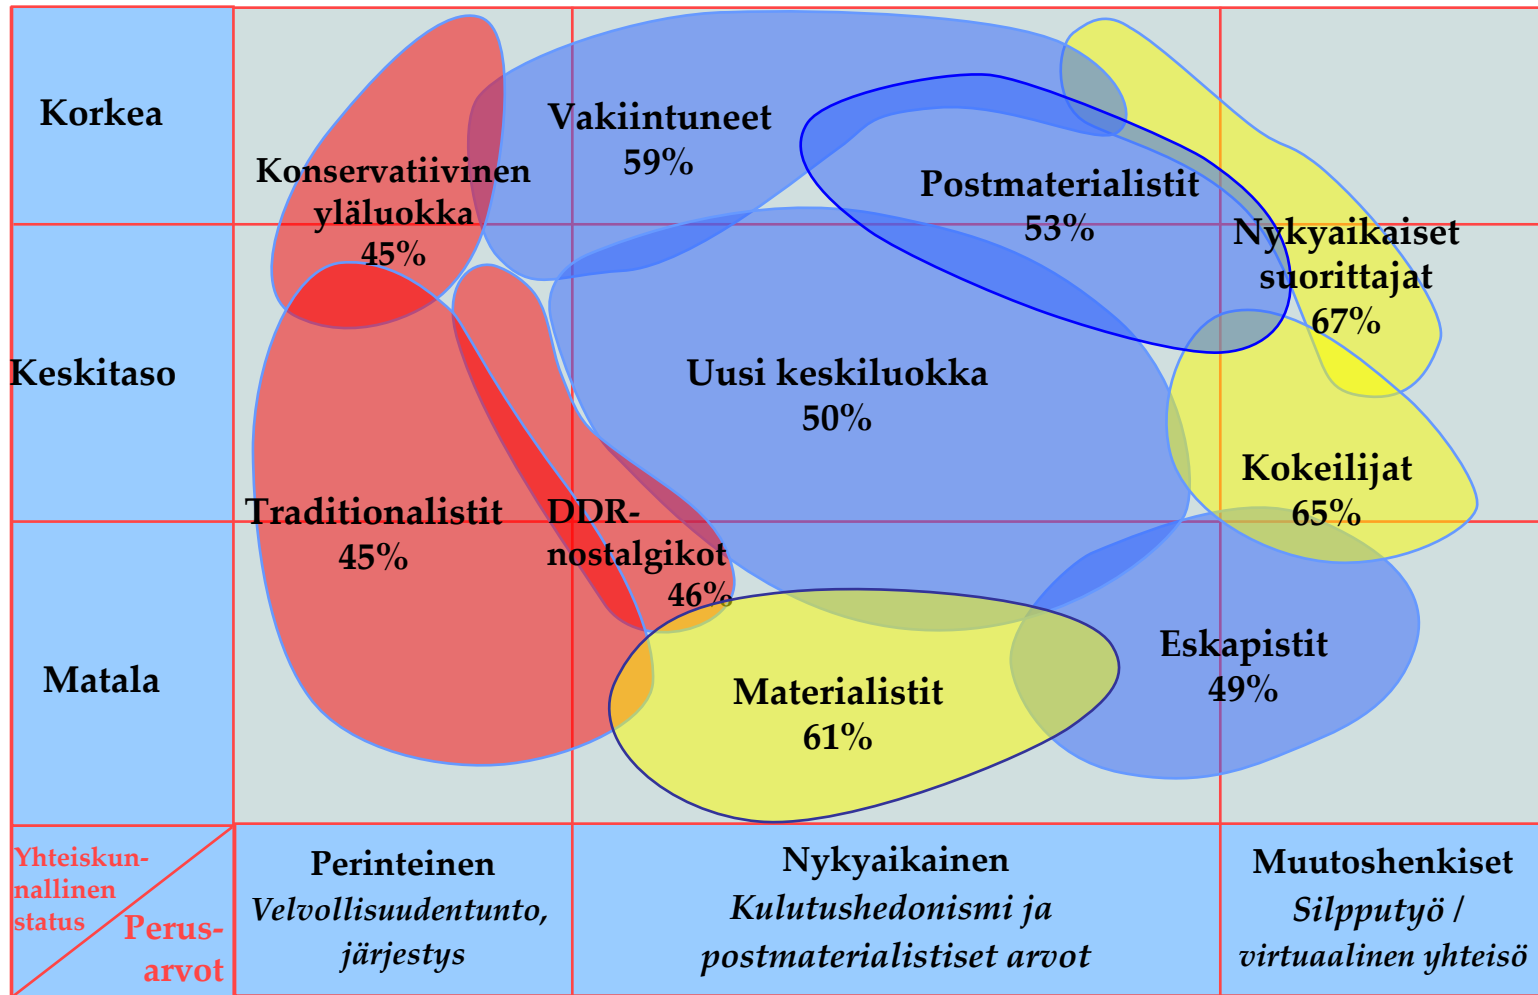 Korkea
Vakiintuneet
59%
Konservatiivinen
yläluokka
45%
Postmaterialistit
53%
Nykyaikaiset
suorittajat
67%
Keskitaso
Uusi keskiluokka
50%
Kokeilijat
65%
Traditionalistit
45%
DDR-
nostalgikot
46%
Matala
Materialistit
61%
Eskapistit
49%
Yhteiskun-
nallinen
status
Perus-
arvot
Perinteinen
Velvollisuudentunto,
järjestys
Nykyaikainen
Kulutushedonismi ja
postmaterialistiset arvot
Muutoshenkiset
Silpputyö /
virtuaalinen yhteisö